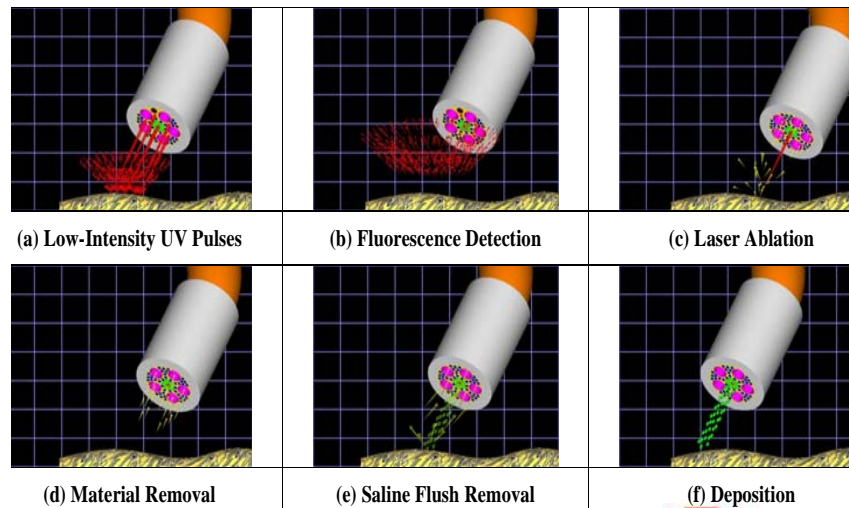 (a) Low-Intensity UV Pulses
(b) Fluorescence Detection
(c) Laser Ablation
(d) Material Removal
(e) Saline Flush Removal
(f) Deposition